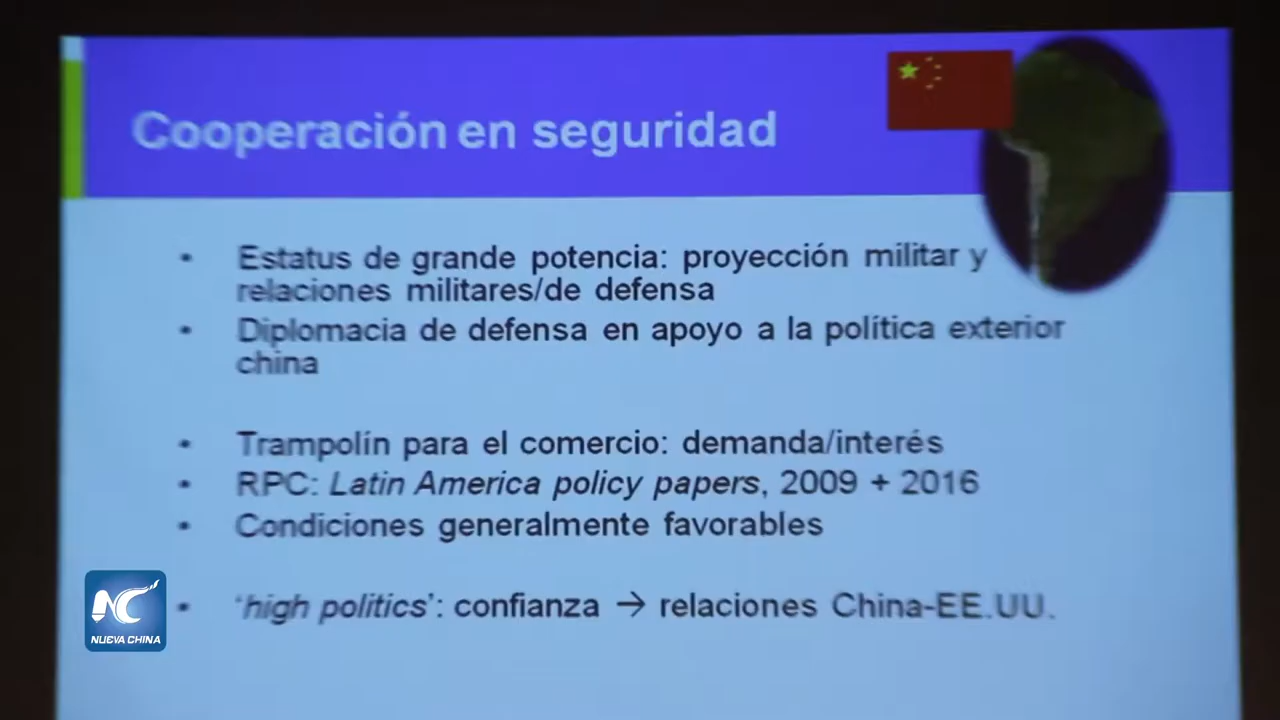 Cooperación en seguridad
• Estatus de grande potencia: proyección militar y
relaciones militares/de defensa
• Diplomacia de defensa en apoyo a la política exterior
china
• Trampolín para el comercio: demanda/interés
• RPC: Latin America policy papers, 2009 + 2016
• Condiciones generalmente favorables
• ‘high politics’: confianza → relaciones China-EE.UU.
NC
NUEVA CHINA